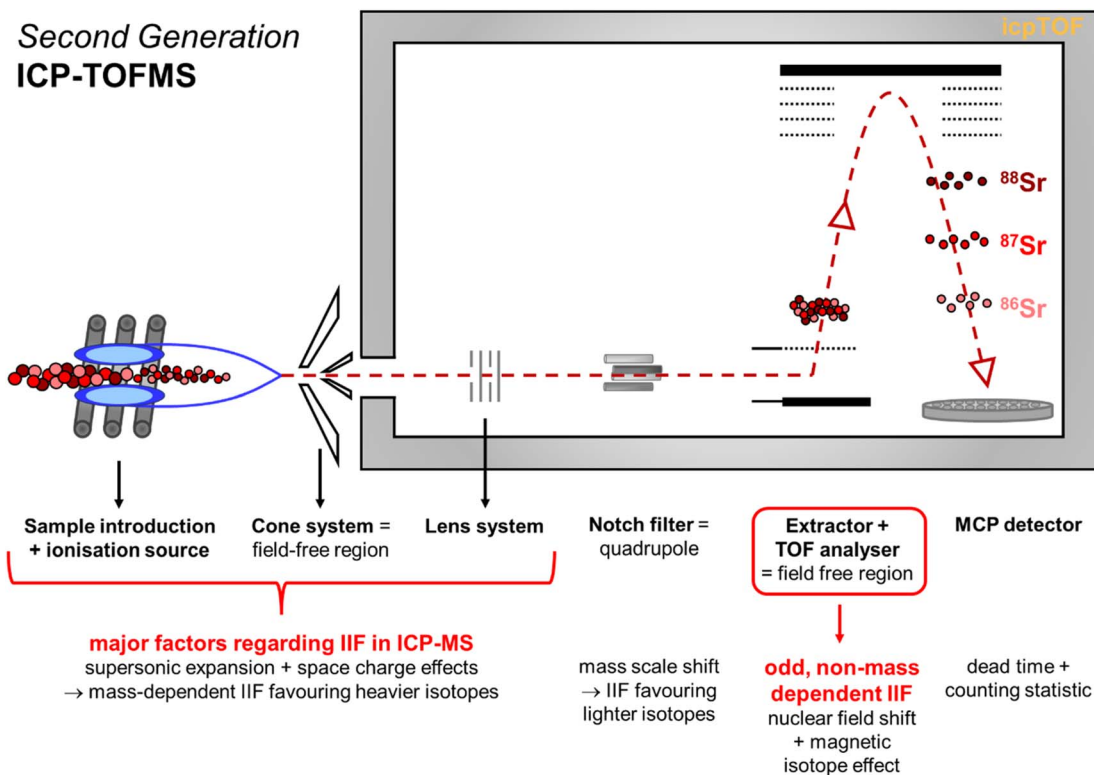 Second Generation
ICP-TOFMS
icpTOF
88Sr
87Sr
86Sr
Sample introduction
+ ionisation source
Cone system =
field-free region
Lens system
Notch filter =
quadrupole
Extractor +
TOF analyser
= field free region
MCP detector
major factors regarding IIF in ICP-MS
supersonic expansion + space charge effects
→ mass-dependent IIF favouring heavier isotopes
mass scale shift
→ IIF favouring
lighter isotopes
odd, non-mass
dependent IIF
nuclear field shift
+ magnetic
isotope effect
dead time +
counting statistic